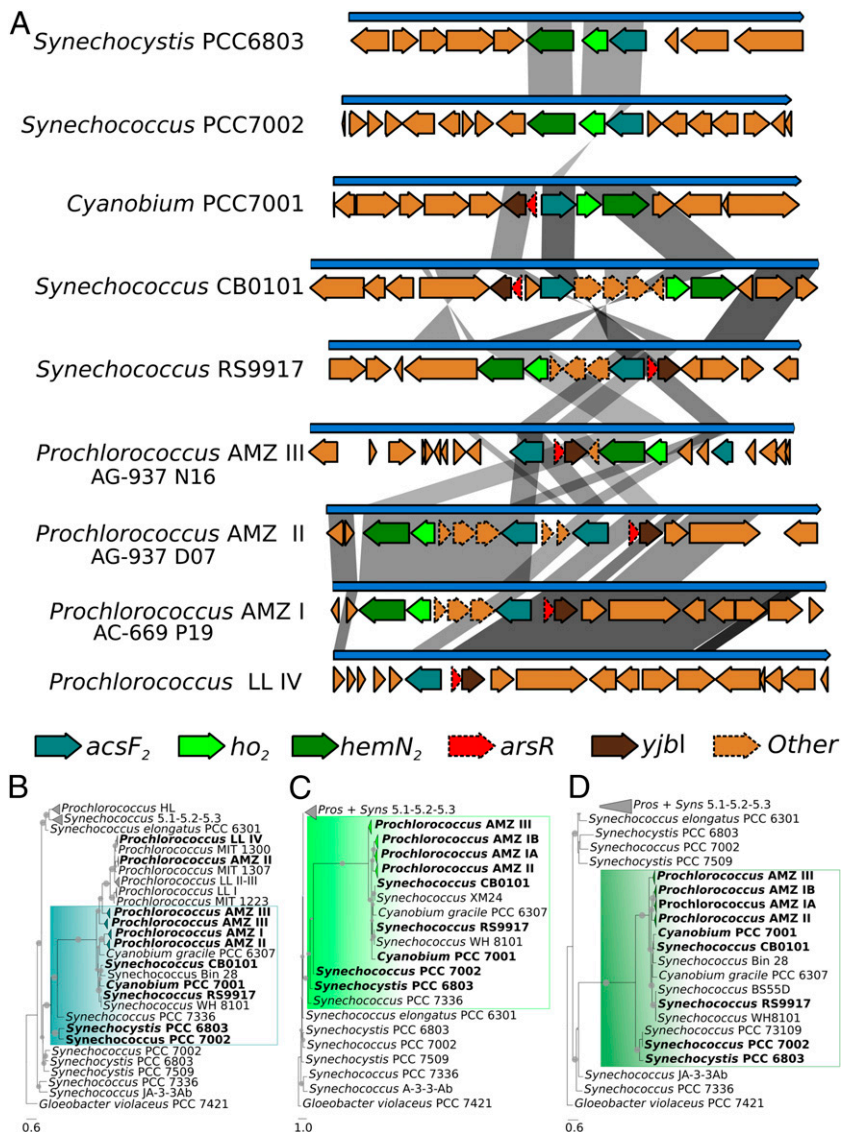 A
Synechocystis PCC6803
Synechococcus PCC7002
Cyanobium PCC7001
Synechococcus CB0101
Synechococcus RS9917
Prochlorococcus AMZ III
AG-937 N16
Prochlorococcus AMZ II
AG-937 D07
Prochlorococcus AMZ I
AC-669 P19
Prochlorococcus LL IV
acsF2 ho2 hemN2 arsR yjbl Other
B
Prochlorococcus HL
Synechococcus 5.1-5.2-5.3
Synechococcus elongatus PCC 6301
Prochlorococcus LL IV
Prochlorococcus MIT 1300
Prochlorococcus AMZ II
Prochlorococcus MIT 1307
Prochlorococcus LL II-III
Prochlorococcus LL I
Prochlorococcus MIT 1223
Prochlorococcus AMZ III
Prochlorococcus AMZ III
Prochlorococcus AMZ I
Prochlorococcus AMZ II
Cyanobium gracile PCC 6307
Synechococcus CB0101
Synechococcus Bin 28
Cyanobium PCC 7001
Synechococcus RS9917
Synechococcus WH 8101
Synechococcus PCC 7336
Synechocystis PCC 6803
Synechococcus PCC 7002
Synechococcus PCC 7002
Synechocystis PCC 6803
Synechocystis PCC 7509
Synechococcus PCC 7336
Synechococcus JA-3-3Ab
Gloeobacter violaceus PCC 7421
0.6
C
Pros + Syns 5.1-5.2-5.3
Prochlorococcus AMZ III
Prochlorococcus AMZ IB
Prochlorococcus AMZ IA
Prochlorococcus AMZ II
Synechococcus CB0101
Synechococcus XM24
Cyanobium gracile PCC 6307
Synechococcus RS9917
Synechococcus WH 8101
Cyanobium PCC 7001
Synechococcus PCC 7002
Synechocystis PCC 6803
Synechococcus PCC 7336
Synechococcus elongatus PCC 6301
Synechocystis PCC 6803
Synechococcus PCC 7002
Synechocystis PCC 7509
Synechococcus PCC 7336
Synechococcus A-3-3-Ab
Gloeobacter violaceus PCC 7421
1.0
D
Pros + Syns 5.1-5.2-5.3
Synechococcus elongatus PCC 6301
Synechocystis PCC 6803
Synechococcus PCC 7002
Synechocystis PCC 7509
Prochlorococcus AMZ III
Prochlorococcus AMZ IB
Prochlorococcus AMZ IA
Prochlorococcus AMZ II
Cyanobium PCC 7001
Synechococcus CB0101
Synechococcus Bin 28
Cyanobium gracile PCC 6307
Synechococcus BS55D
Synechococcus RS9917
Synechococcus WH8101
Synechococcus PCC 73109
Synechococcus PCC 7002
Synechocystis PCC 6803
Synechococcus JA-3-3Ab
Synechococcus PCC 7336
Gloeobacter violaceus PCC 7421
0.6